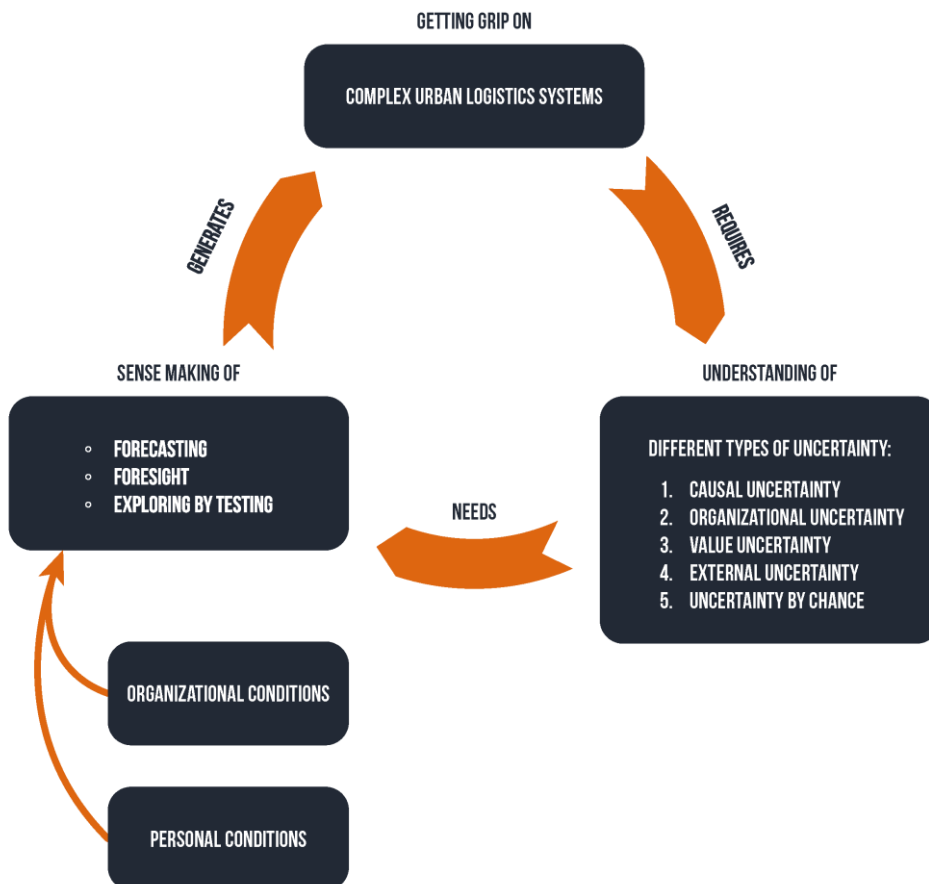 GETTING GRIP ON
COMPLEX URBAN LOGISTICS SYSTEMS
GENERATES
REQUIRES
SENSE MAKING OF
◦ FORECASTING
◦ FORESIGHT
◦ EXPLORING BY TESTING
NEEDS
UNDERSTANDING OF
DIFFERENT TYPES OF UNCERTAINTY:
1. CAUSAL UNCERTAINTY
2. ORGANIZATIONAL UNCERTAINTY
3. VALUE UNCERTAINTY
4. EXTERNAL UNCERTAINTY
5. UNCERTAINTY BY CHANCE
ORGANIZATIONAL CONDITIONS
PERSONAL CONDITIONS